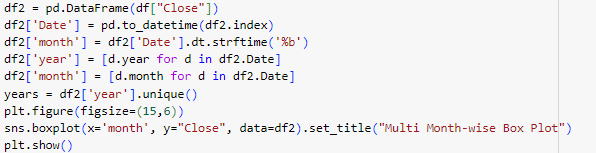 df2 = pd.DataFrame(df["Close"])
df2['Date'] = pd.to_datetime(df2.index)
df2['month'] = df2['Date'].dt.strftime('%b')
df2['year'] = [d.year for d in df2.Date]
df2['month'] = [d.month for d in df2.Date]
years = df2['year'].unique()
plt.figure(figsize=(15,6))
sns.boxplot(x='month', y="Close", data=df2).set_title("Multi Month-wise Box Plot")
plt.show()